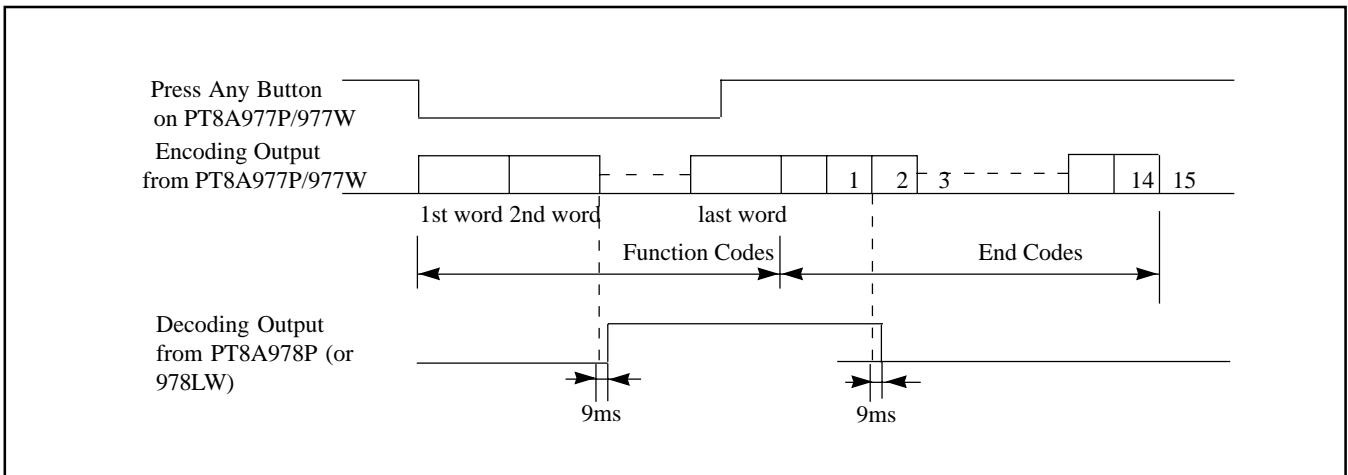 Press Any Button
on PT8A977P/977W
Encoding Output
from PT8A977P/977W
1 2 3 14 15
1st word 2nd word last word
Function Codes End Codes
Decoding Output
from PT8A978P (or
978LW)
9ms 9ms